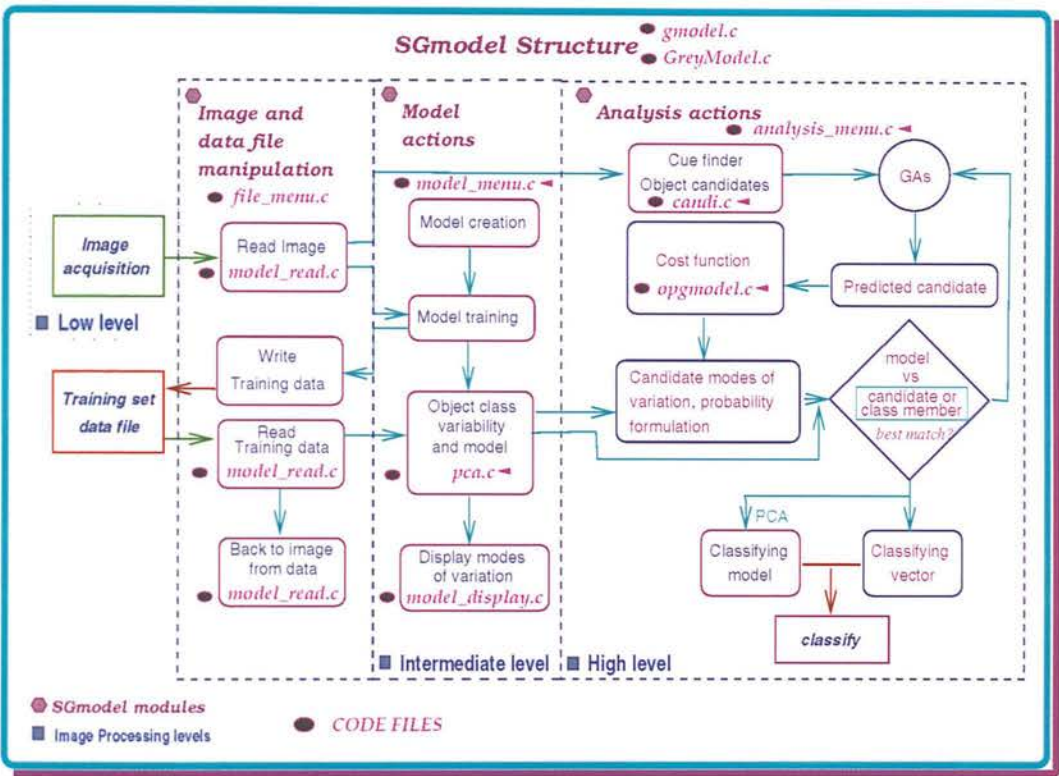 SGmodel Structure
gmodel.c
GreyModel.c
Image and
data file
manipulation
file_menu.c
Model
actions
model_menu.c
Analysis actions
analysis_menu.c
Image
acquisition
Low level
Training set
data file
Read Image
model_read.c
Write
Training data
Read
Training data
model_read.c
Back to image
from data
model_read.c
Model creation
Model training
Object class
variability
and model
pca.c
Display modes
of variation
model_display.c
Intermediate level
Cue finder
Object candidates
candi.c
GAs
Cost function
opgmodel.c
Predicted candidate
Candidate modes of
variation, probability
formulation
model
vs
candidate or
class member
best match?
PCA
Classifying
model
Classifying
vector
classify
High level
SGmodel modules
Image Processing levels
CODE FILES